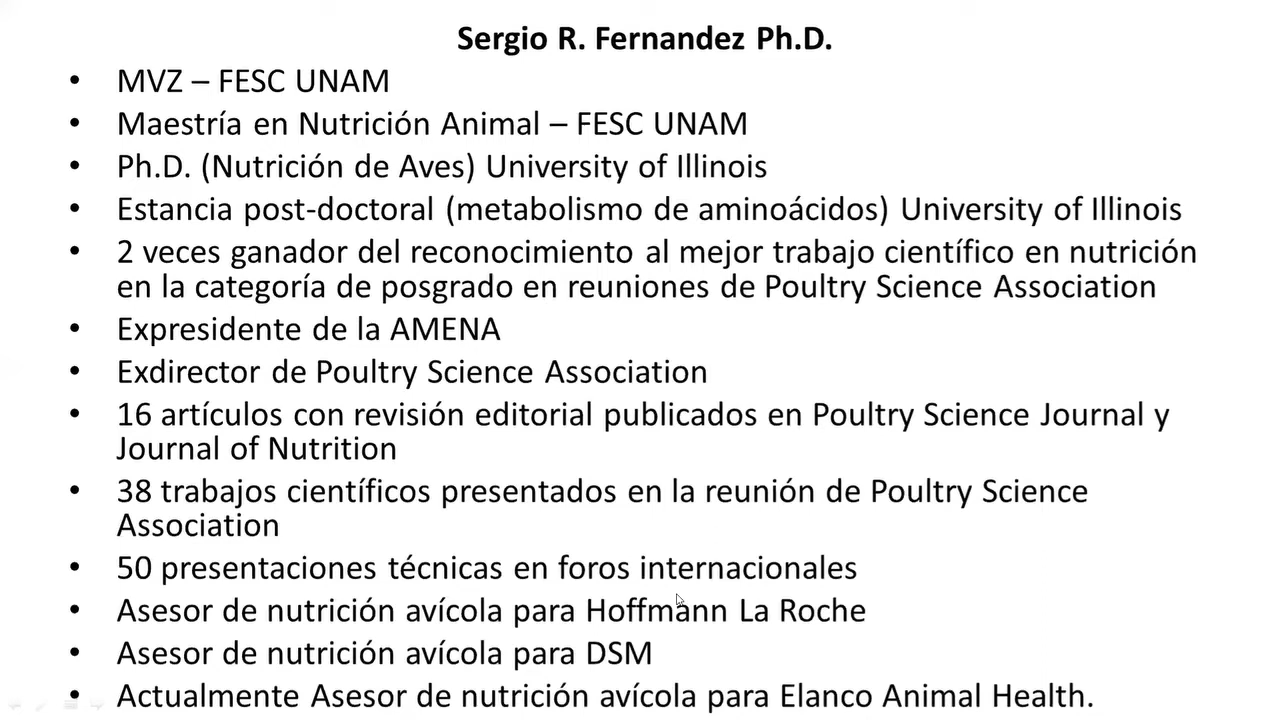 Sergio R. Fernandez Ph.D.
• MVZ – FESC UNAM
• Maestría en Nutrición Animal – FESC UNAM
• Ph.D. (Nutrición de Aves) University of Illinois
• Estancia post-doctoral (metabolismo de aminoácidos) University of Illinois
• 2 veces ganador del reconocimiento al mejor trabajo científico en nutrición
en la categoría de posgrado en reuniones de Poultry Science Association
• Expresidente de la AMENA
• Exdirector de Poultry Science Association
• 16 artículos con revisión editorial publicados en Poultry Science Journal y
Journal of Nutrition
• 38 trabajos científicos presentados en la reunión de Poultry Science
Association
• 50 presentaciones técnicas en foros internacionales
• Asesor de nutrición avícola para Hoffmann La Roche
• Asesor de nutrición avícola para DSM
• Actualmente Asesor de nutrición avícola para Elanco Animal Health.